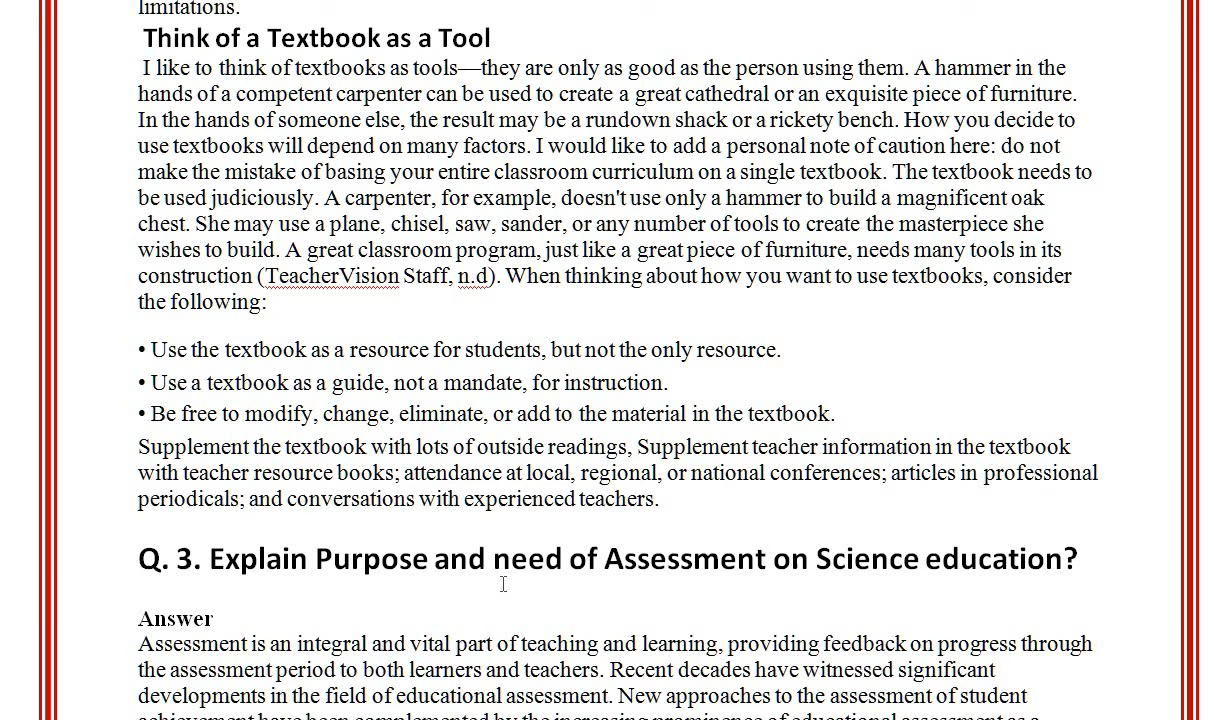 limitations.
Think of a Textbook as a Tool
I like to think of textbooks as tools—they are only as good as the person using them. A hammer in the
hands of a competent carpenter can be used to create a great cathedral or an exquisite piece of furniture.
In the hands of someone else, the result may be a rundown shack or a rickety bench. How you decide to
use textbooks will depend on many factors. I would like to add a personal note of caution here: do not
make the mistake of basing your entire classroom curriculum on a single textbook. The textbook needs to
be used judiciously. A carpenter, for example, doesn't use only a hammer to build a magnificent oak
chest. She may use a plane, chisel, saw, sander, or any number of tools to create the masterpiece she
wishes to build. A great classroom program, just like a great piece of furniture, needs many tools in its
construction (TeacherVision Staff, n.d). When thinking about how you want to use textbooks, consider
the following:
• Use the textbook as a resource for students, but not the only resource.
• Use a textbook as a guide, not a mandate, for instruction.
• Be free to modify, change, eliminate, or add to the material in the textbook.
Supplement the textbook with lots of outside readings, Supplement teacher information in the textbook
with teacher resource books; attendance at local, regional, or national conferences; articles in professional
periodicals; and conversations with experienced teachers.
Q. 3. Explain Purpose and need of Assessment on Science education?
Answer
Assessment is an integral and vital part of teaching and learning, providing feedback on progress through
the assessment period to both learners and teachers. Recent decades have witnessed significant
developments in the field of educational assessment. New approaches to the assessment of student
achievement have been complemented by the increasing prominence of educational assessment as a